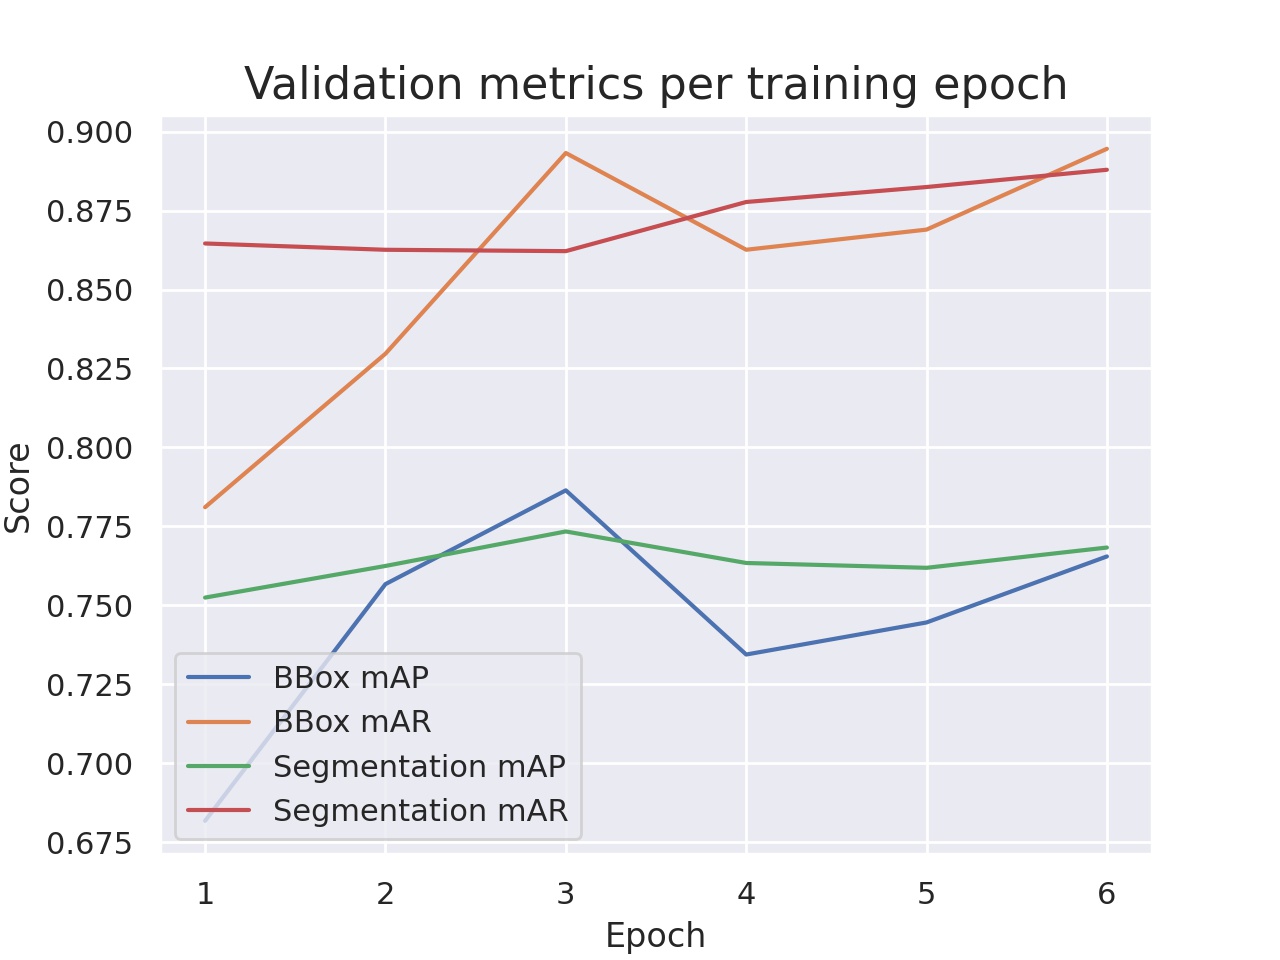 Validation metrics per training epoch
0.900
0.875
0.850
0.825
0.800
0.775
0.750
0.725
0.700
0.675
Score
BBox mAP
BBox mAR
Segmentation mAP
Segmentation mAR
1 2 3 4 5 6
Epoch